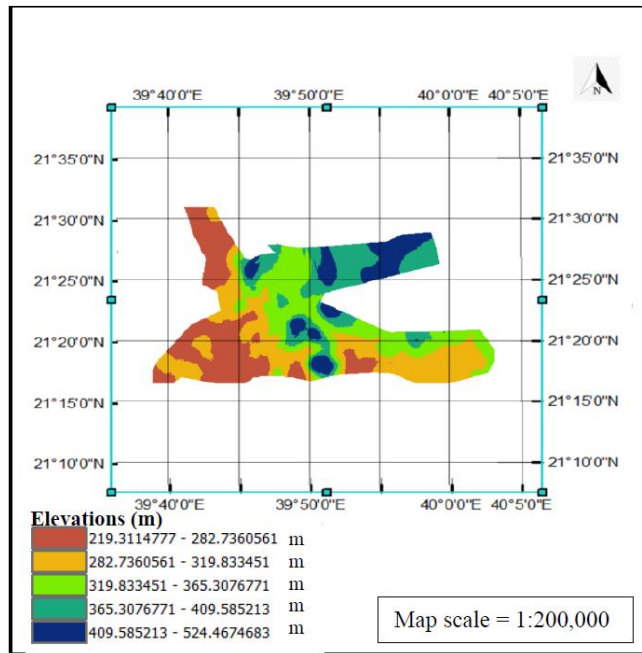 39°40'0"E 39°50'0"E 40°0'0"E 40°5'0"E
N
21°35'0"N 21°35'0"N
21°30'0"N 21°30'0"N
21°25'0"N 21°25'0"N
21°20'0"N 21°20'0"N
21°15'0"N 21°15'0"N
21°10'0"N 21°10'0"N
39°40'0"E 39°50'0"E 40°0'0"E 40°5'0"E
Elevations (m)
219.3114777 - 282.7360561 m
282.7360561 - 319.833451 m
319.833451 - 365.3076771 m
365.3076771 - 409.585213 m
409.585213 - 524.4674683 m
Map scale = 1:200,000